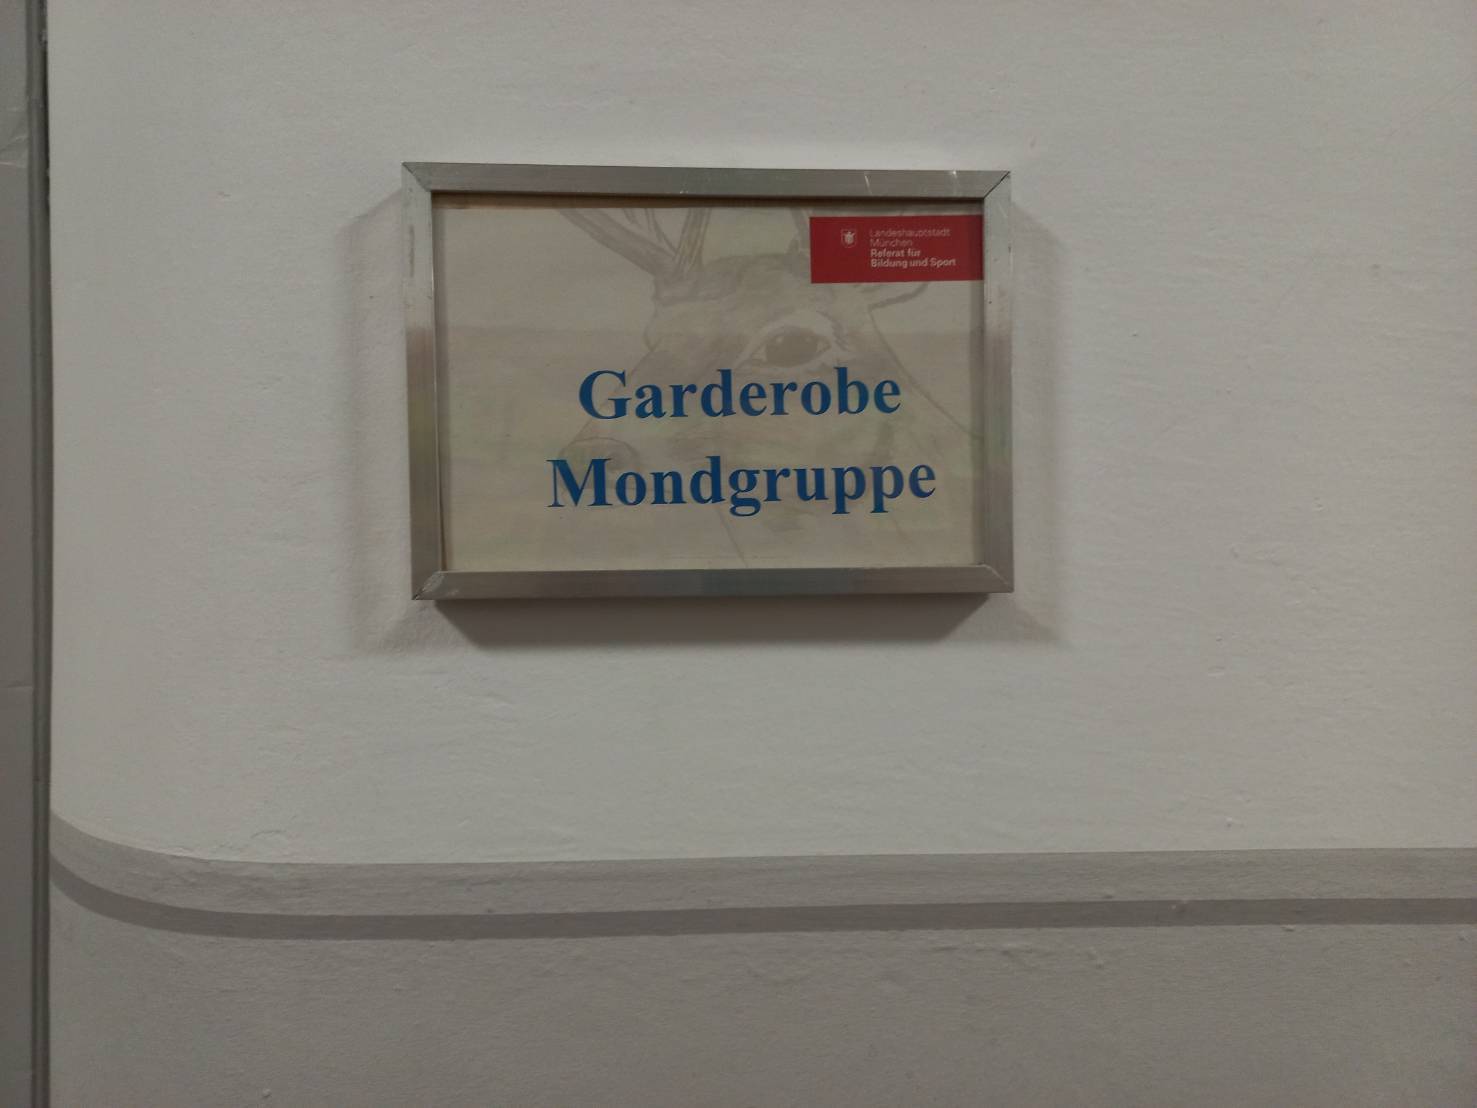 Landeshauptstadt
München
Referat für
Bildung und Sport
Garderobe
Mondgruppe